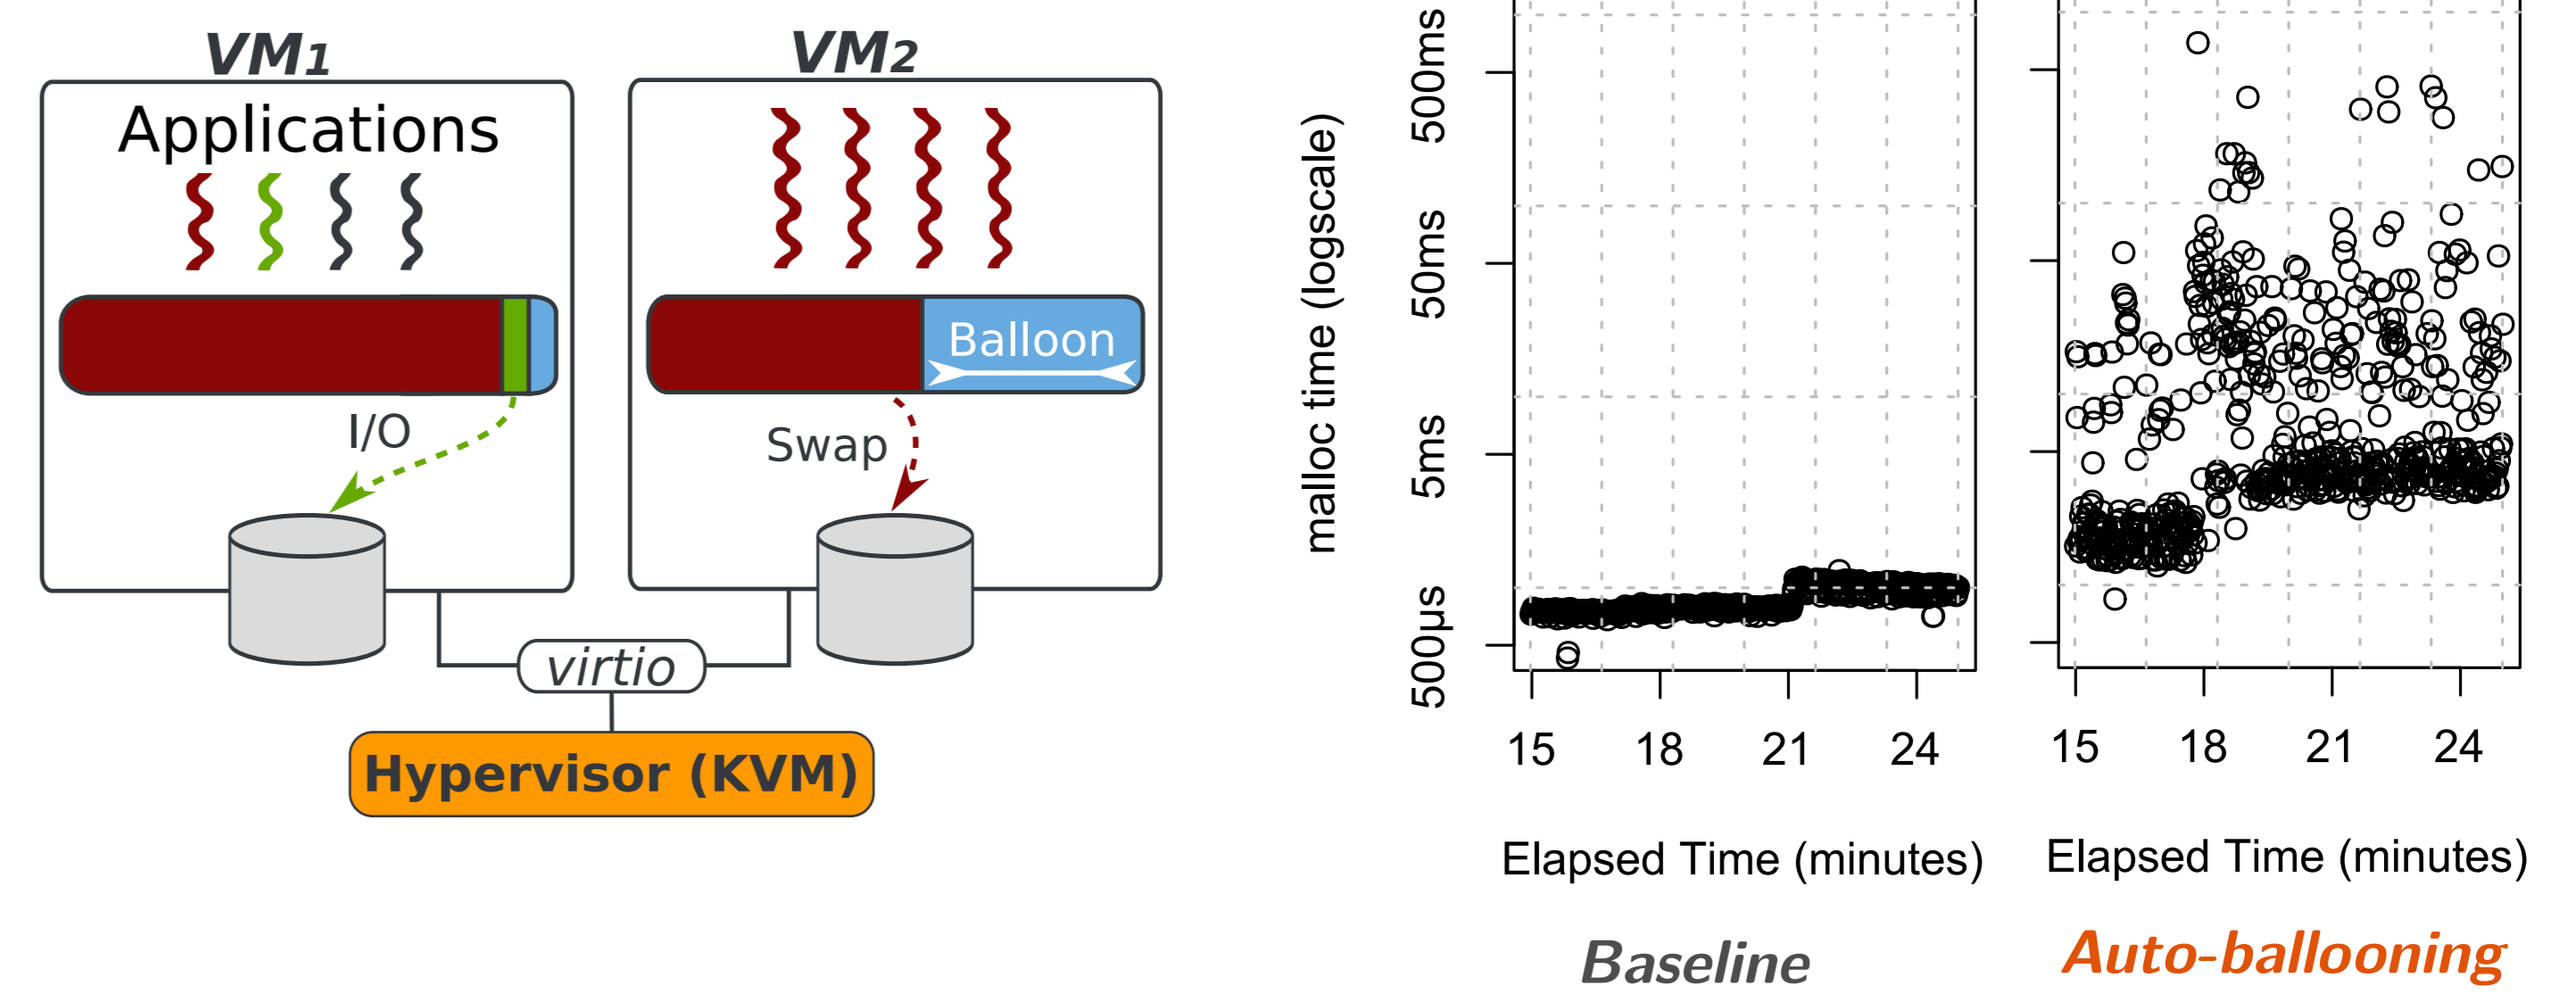 VM1
Applications
I/O
VM2
Balloon
Swap
virtio
Hypervisor (KVM)
malloc time (logscale)
500ms
50ms
5ms
500µs
15 18 21 24
Elapsed Time (minutes)
Baseline
15 18 21 24
Elapsed Time (minutes)
Auto-ballooning